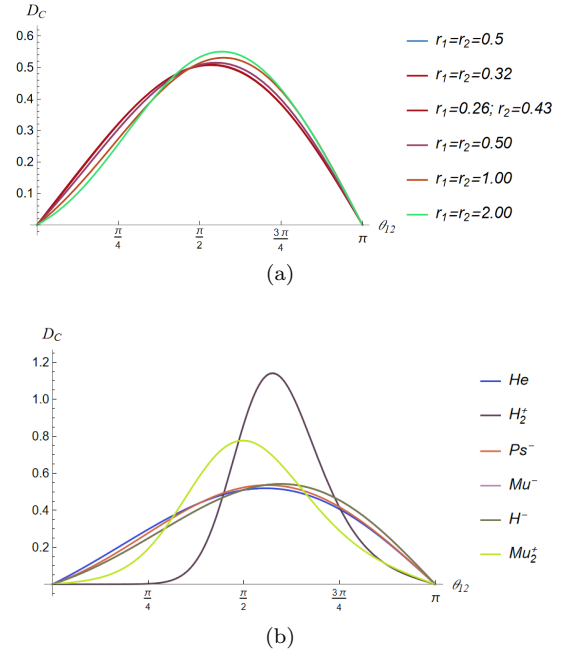 D_C
0.6
0.5
0.4
0.3
0.2
0.1
π/4
π/2
3π/4
π
θ_12
r_1=r_2=0.5
r_1=r_2=0.32
r_1=0.26; r_2=0.43
r_1=r_2=0.50
r_1=r_2=1.00
r_1=r_2=2.00
(a)
D_C
1.2
1.0
0.8
0.6
0.4
0.2
π/4
π/2
3π/4
π
θ_12
He
H_2^+
Ps^-
Mu^-
H^-
Mu_2^+
(b)